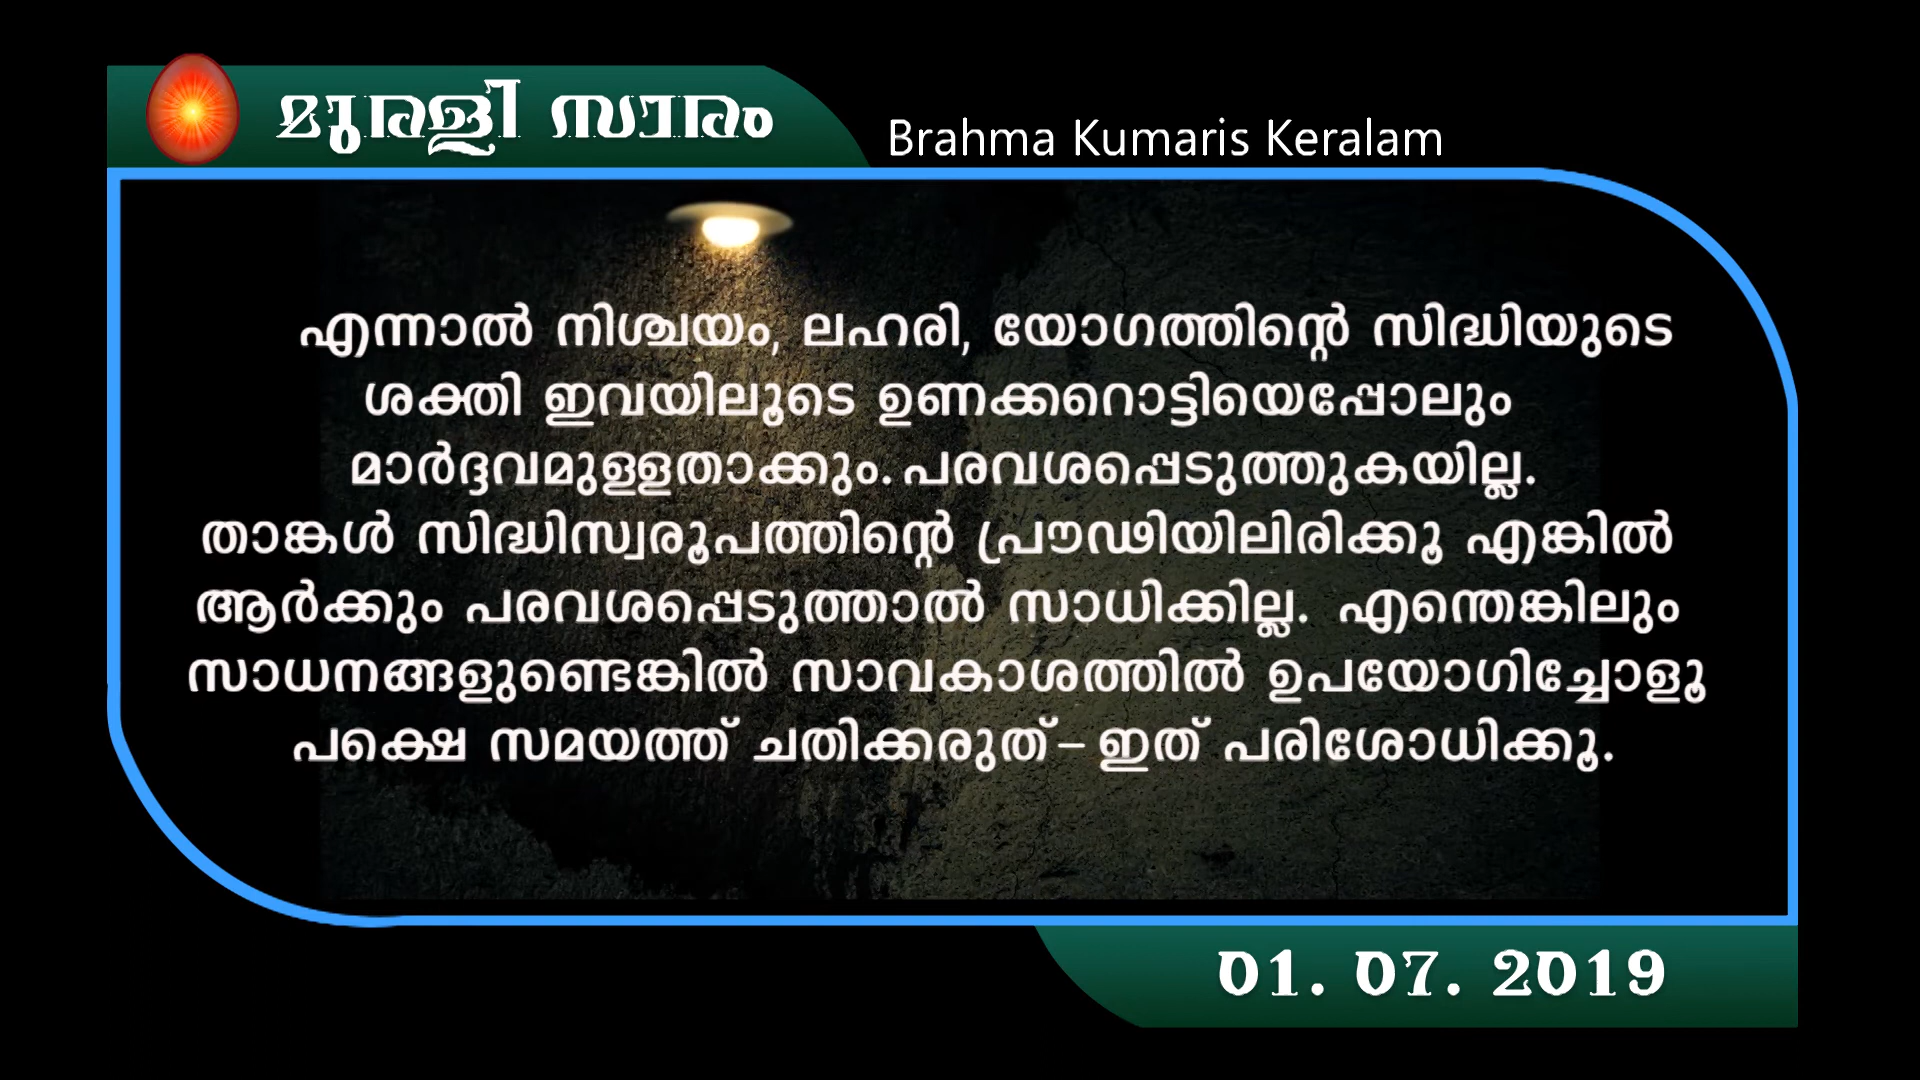 മുരളീ സാരം
Brahma Kumaris Keralam
എന്നാൽ നിശ്ചയം, ലഹരി, യോഗത്തിന്റെ സിദ്ധിയുടെ
ശക്തി ഇവയിലൂടെ ഉണക്കറൊട്ടിയെപ്പോലും
മാർദ്ദവമുള്ളതാക്കും. പരവശപ്പെടുത്തുകയില്ല.
താങ്കൾ സിദ്ധിസ്വരൂപത്തിന്റെ പ്രൗഢിയിലിരിക്കൂ എങ്കിൽ
ആർക്കും പരവശപ്പെടുത്താൽ സാധിക്കില്ല. എന്തെങ്കിലും
സാധനങ്ങളുണ്ടെങ്കിൽ സാവകാശത്തിൽ ഉപയോഗിച്ചോളൂ
പക്ഷെ സമയത്ത് ചതിക്കരുത് – ഇത് പരിശോധിക്കൂ.
01. 07. 2019